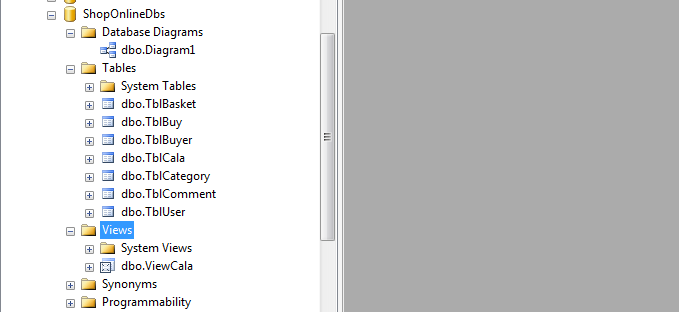 ShopOnlineDbs
Database Diagrams
dbo.Diagram1
Tables
System Tables
dbo.TblBasket
dbo.TblBuy
dbo.TblBuyer
dbo.TblCala
dbo.TblCategory
dbo.TblComment
dbo.TblUser
Views
System Views
dbo.ViewCala
Synonyms
Programmability